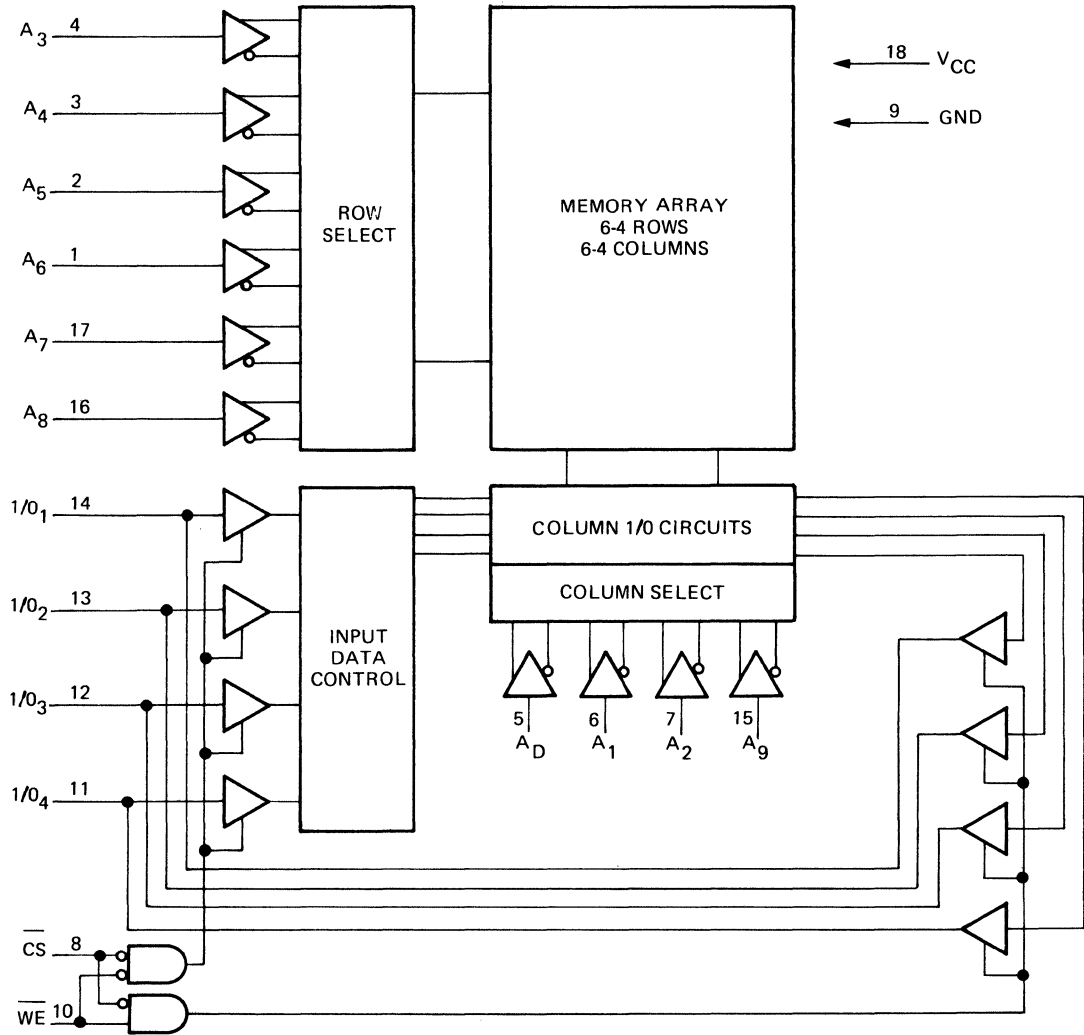 A3 4
18 VCC
A4 3
9 GND
A5 2
ROW
SELECT
MEMORY ARRAY
6-4 ROWS
6-4 COLUMNS
A6 1
A7 17
A8 16
1/01 14
COLUMN 1/0 CIRCUITS
1/02 13
COLUMN SELECT
INPUT
DATA
CONTROL
1/03 12
5 6 7 15
AD A1 A2 A9
1/04 11
CS 8
WE 10